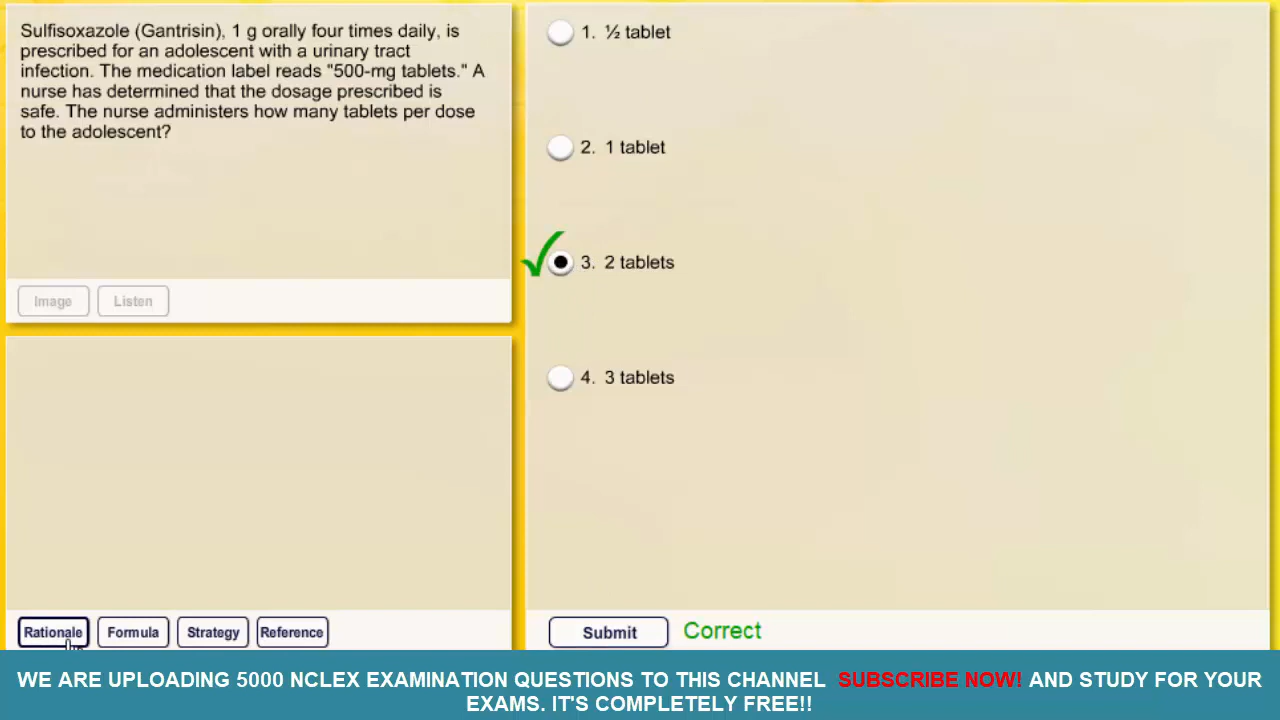 Sulfisoxazole (Gantrisin), 1 g orally four times daily, is
prescribed for an adolescent with a urinary tract
infection. The medication label reads "500-mg tablets." A
nurse has determined that the dosage prescribed is
safe. The nurse administers how many tablets per dose
to the adolescent?
Image
Listen
1. ½ tablet
2. 1 tablet
3. 2 tablets
4. 3 tablets
Rationale
Formula
Strategy
Reference
Submit
Correct
WE ARE UPLOADING 5000 NCLEX EXAMINATION QUESTIONS TO THIS CHANNEL SUBSCRIBE NOW! AND STUDY FOR YOUR
EXAMS. IT'S COMPLETELY FREE!!